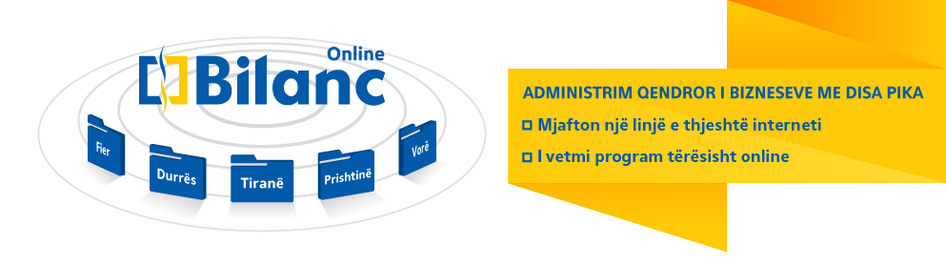 Online
Bilanc
Fier
Durrës
Tiranë
Prishtinë
Vorë
ADMINISTRIM QENDROR I BIZNESEVE ME DISA PIKA
Mjafton një linjë e thjeshtë interneti
I vetmi program tërësisht online